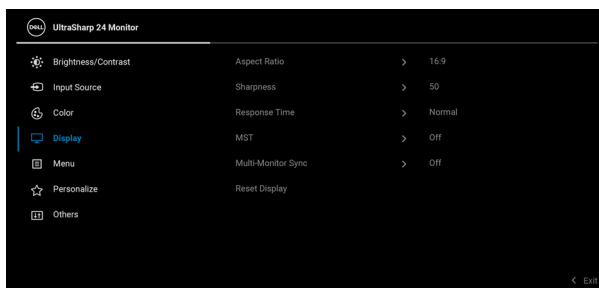 DELL UltraSharp 24 Monitor
Brightness/Contrast Aspect Ratio > 16:9
Input Source Sharpness > 50
Color Response Time > Normal
Display MST > Off
Menu Multi-Monitor Sync > Off
Personalize Reset Display
Others
< Exit